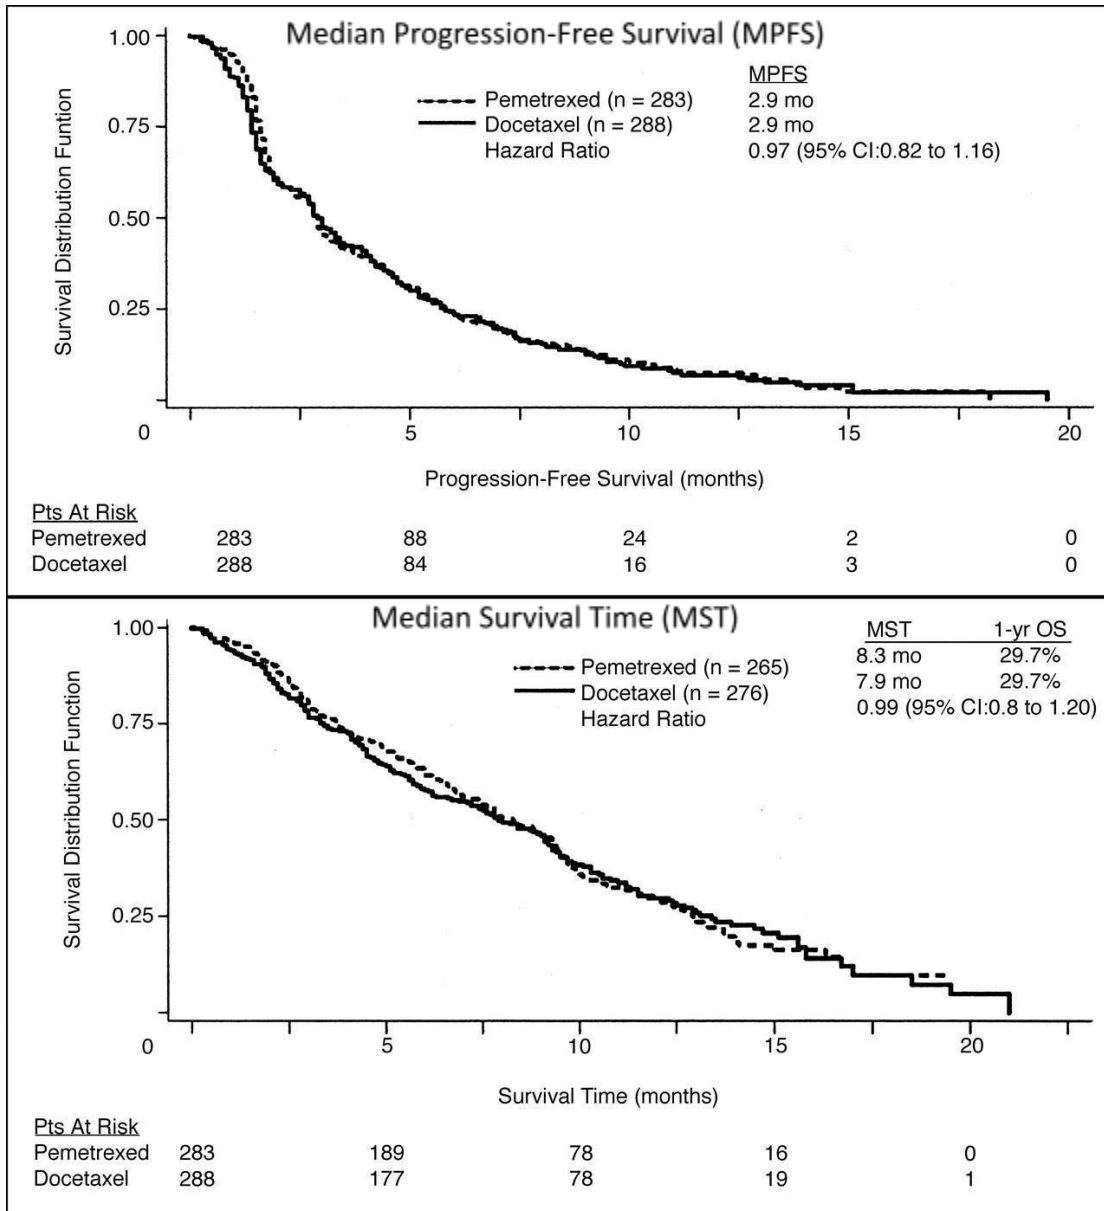 Median Progression-Free Survival (MPFS)
MPFS
Pemetrexed (n = 283) 2.9 mo
Docetaxel (n = 288) 2.9 mo
Hazard Ratio 0.97 (95% CI:0.82 to 1.16)
Survival Distribution Funtion
1.00
0.75
0.50
0.25
0 5 10 15 20
Progression-Free Survival (months)
Pts At Risk
Pemetrexed 283 88 24 2 0
Docetaxel 288 84 16 3 0
Median Survival Time (MST)
MST 1-yr OS
Pemetrexed (n = 265) 8.3 mo 29.7%
Docetaxel (n = 276) 7.9 mo 29.7%
Hazard Ratio 0.99 (95% CI:0.8 to 1.20)
Survival Distribution Function
1.00
0.75
0.50
0.25
0 5 10 15 20
Survival Time (months)
Pts At Risk
Pemetrexed 283 189 78 16 0
Docetaxel 288 177 78 19 1